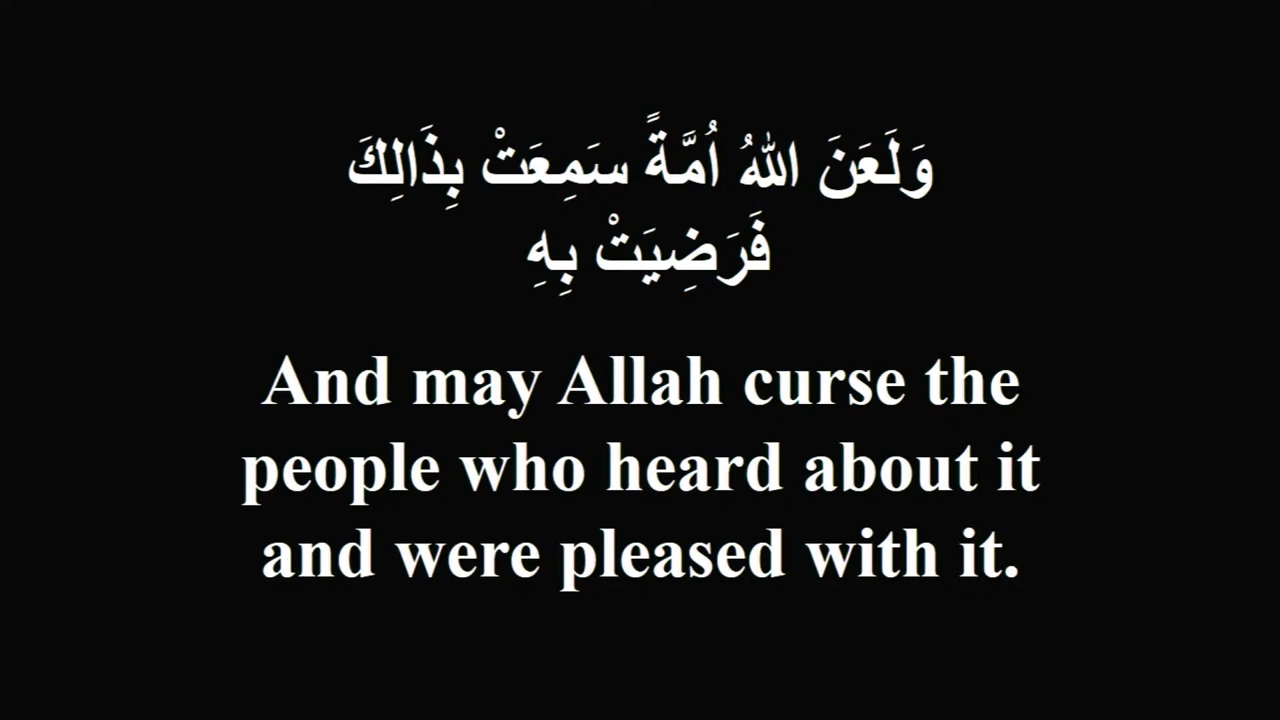 وَلَعَنَ اللهُ اُمَّةً سَمِعَتْ بِذَالِكَ
فَرَضِيَتْ بِهِ
And may Allah curse the
people who heard about it
and were pleased with it.